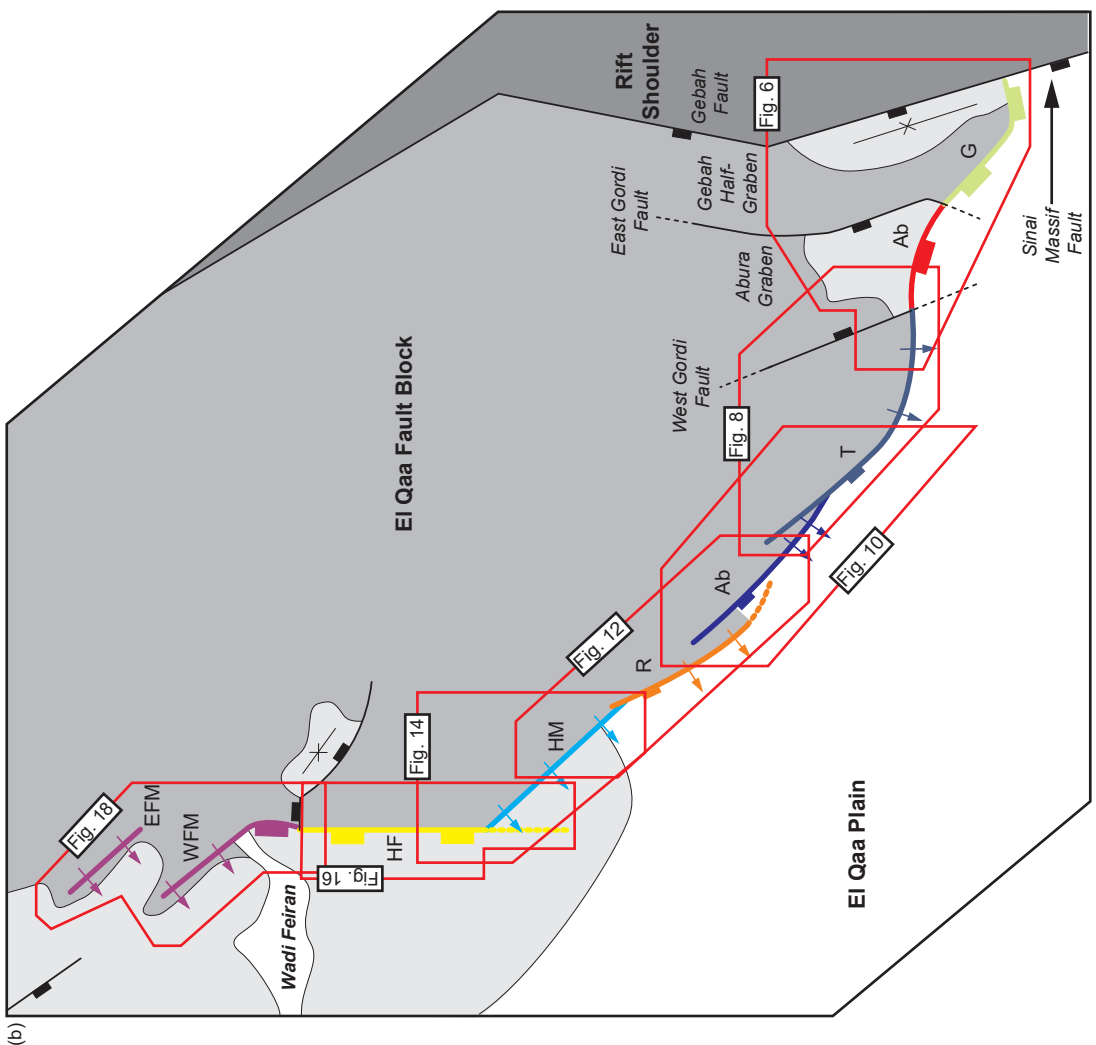 (b)
Rift
Shoulder
Gebah
Fault
Fig. 6
Gebah
Half-
Graben
East Gordi
Fault
Abura
Graben
G
Ab
Sinai
Massif
Fault
El Qaa Fault Block
West Gordi
Fault
Fig. 8
T
Ab
Fig. 10
Fig. 12
R
Fig. 14
HM
Fig. 18
EFM
WFM
HF
Fig. 16
Wadi Feiran
El Qaa Plain